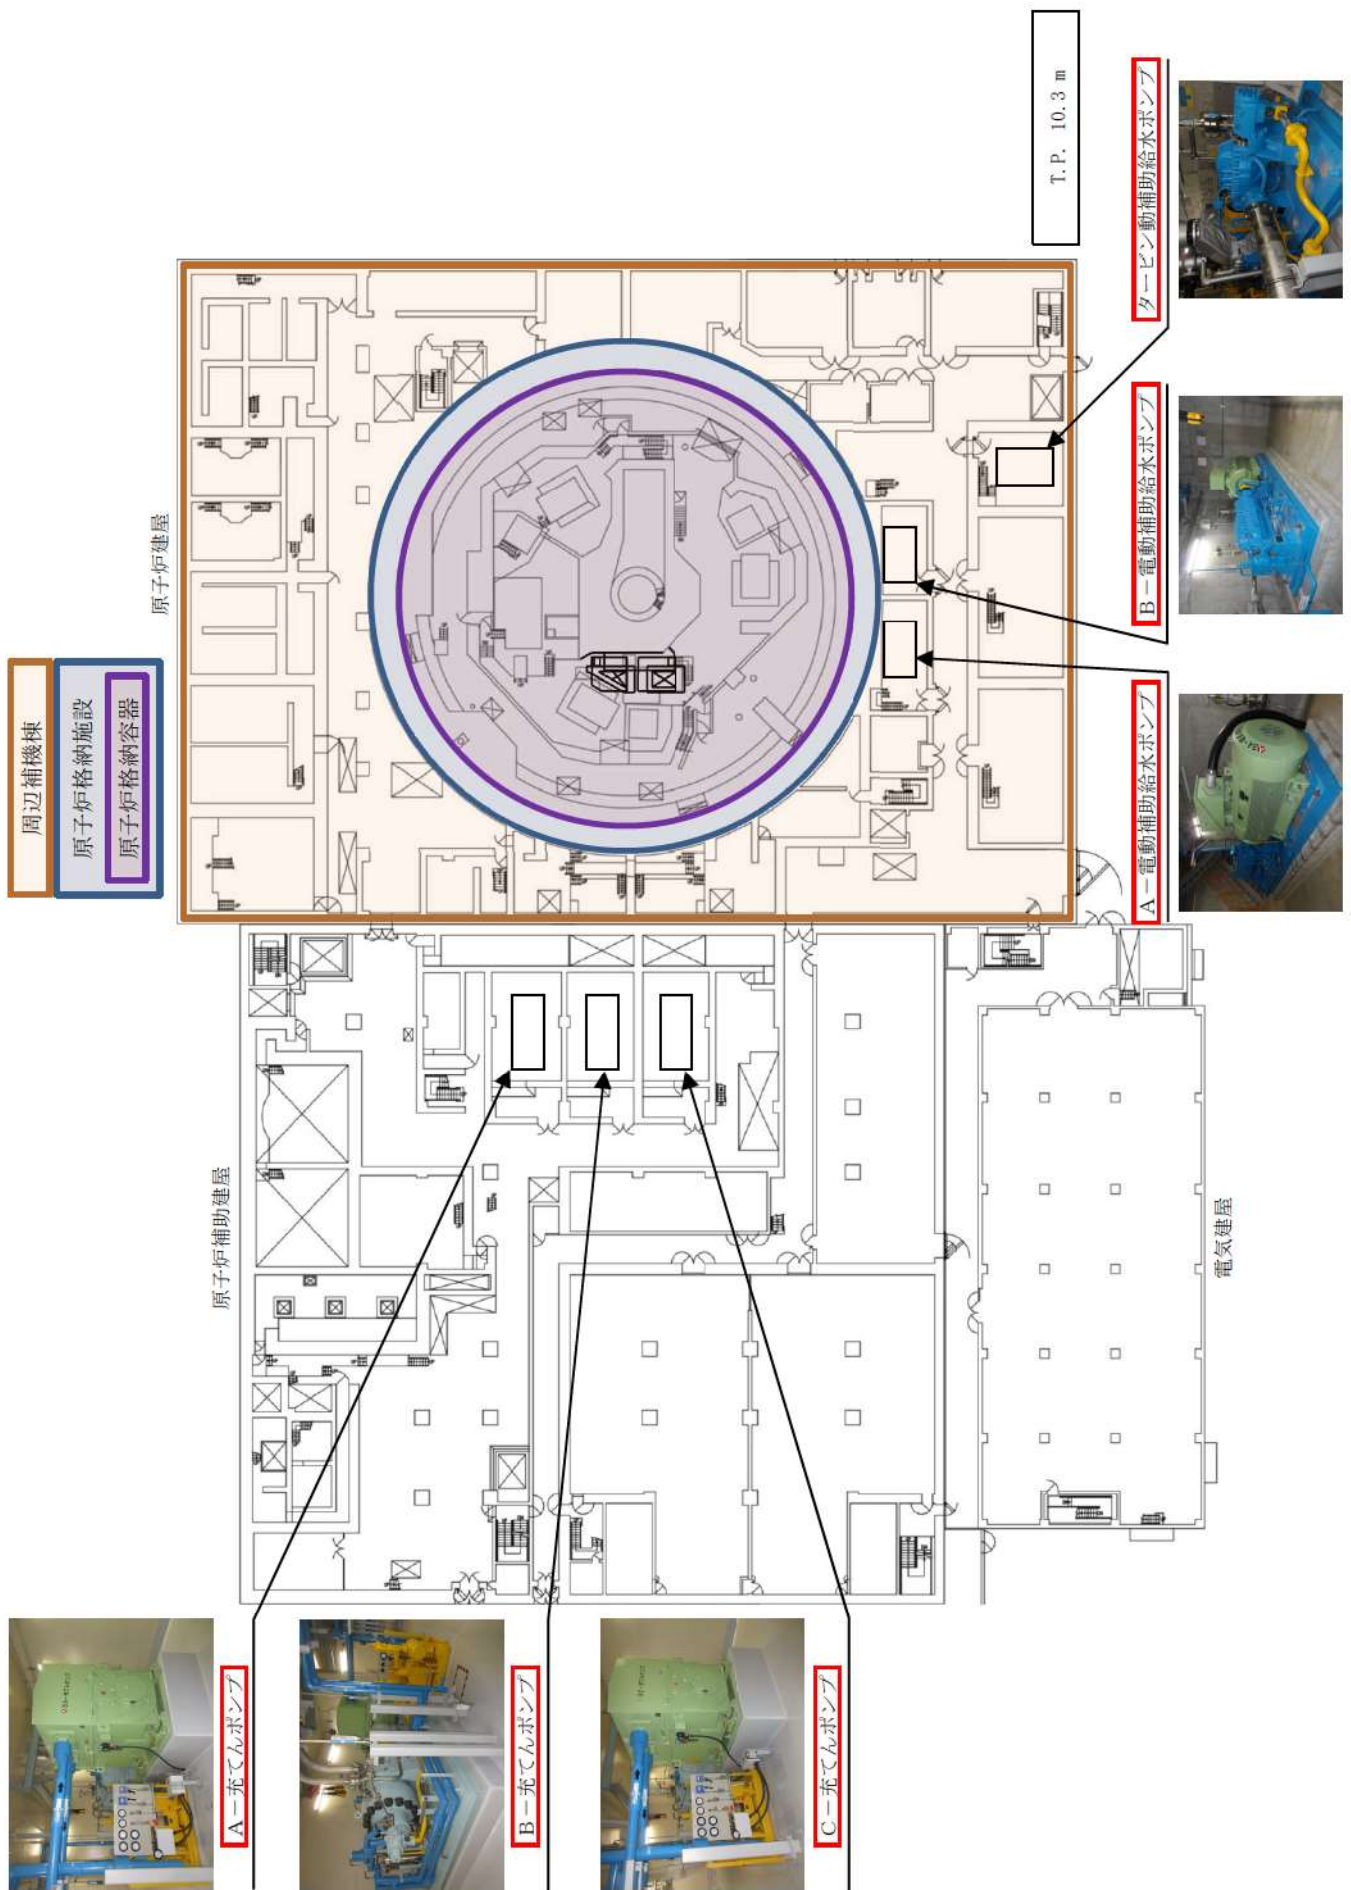 周辺補機棟
原子炉格納施設
原子炉格納容器
原子炉建屋
T.P. 10.3 m
タービン動補助給水ポンプ
B－電動補助給水ポンプ
A－電動補助給水ポンプ
原子炉補助建屋
電気建屋
A－充てんポンプ
B－充てんポンプ
C－充てんポンプ